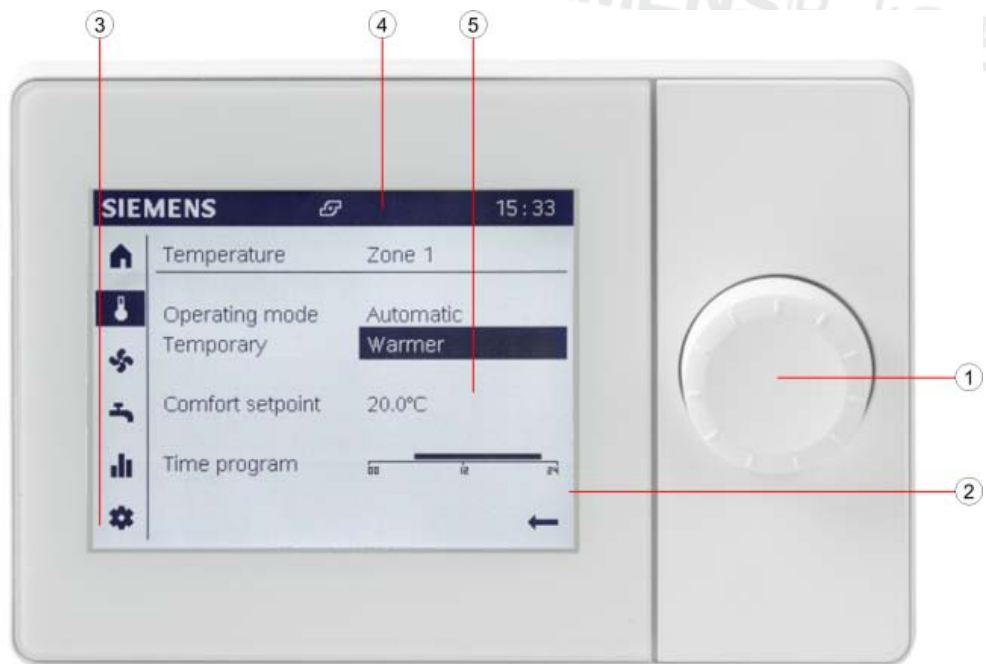 3 4 5
SIEMENS 15:33
Temperature Zone 1
Operating mode Automatic
Temporary Warmer
Comfort setpoint 20.0°C
Time program
00 12 24
1
2